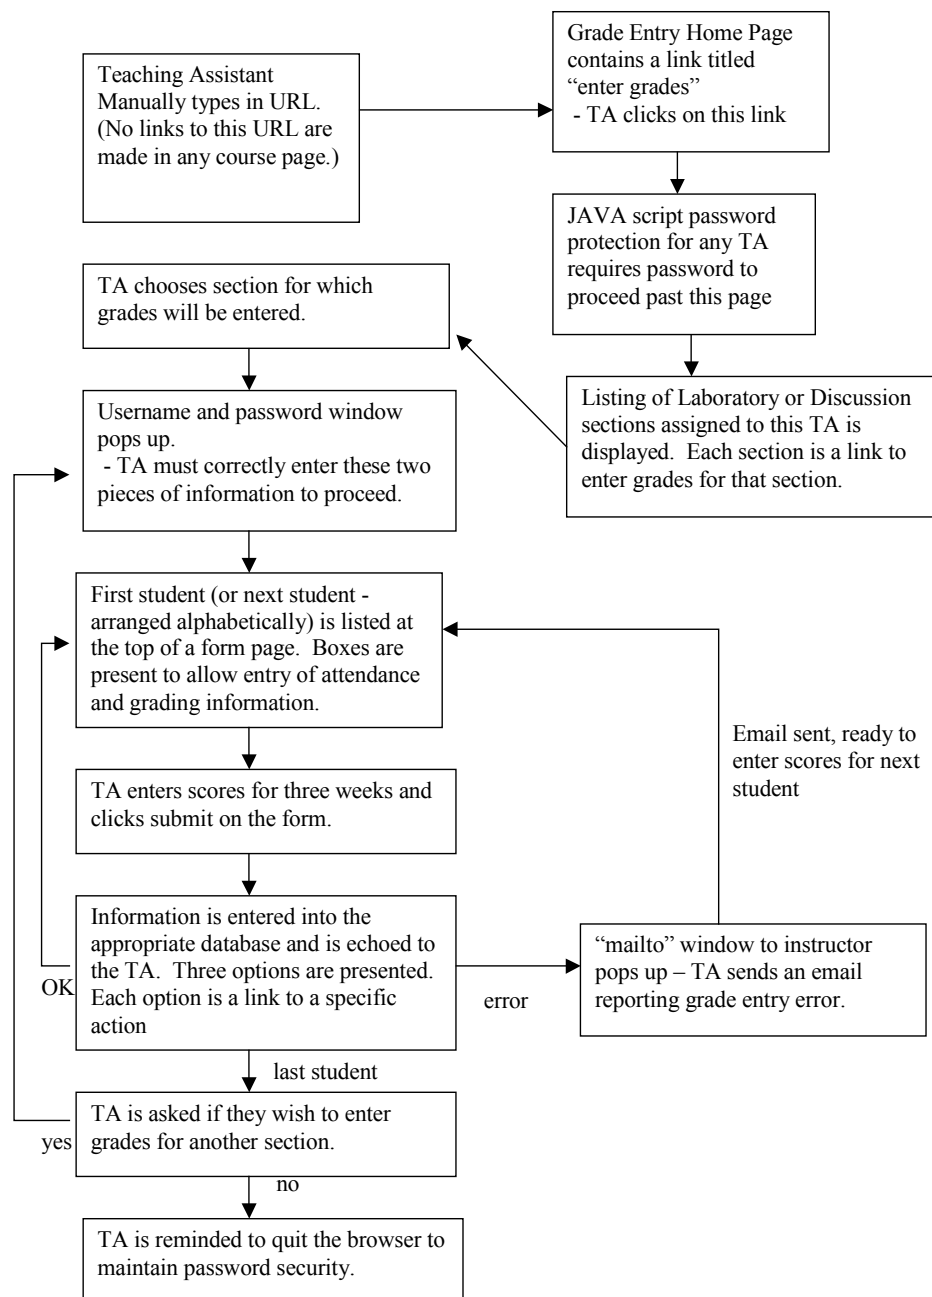 Teaching Assistant
Manually types in URL.
(No links to this URL are
made in any course page.)
Grade Entry Home Page
contains a link titled
“enter grades”
- TA clicks on this link
JAVA script password
protection for any TA
requires password to
proceed past this page
Listing of Laboratory or Discussion
sections assigned to this TA is
displayed.  Each section is a link to
enter grades for that section.
TA chooses section for which
grades will be entered.
Username and password window
pops up.
- TA must correctly enter these two
pieces of information to proceed.
First student (or next student -
arranged alphabetically) is listed at
the top of a form page.  Boxes are
present to allow entry of attendance
and grading information.
TA enters scores for three weeks and
clicks submit on the form.
Information is entered into the
appropriate database and is echoed to
the TA.  Three options are presented.
Each option is a link to a specific
action
OK
error
“mailto” window to instructor
pops up – TA sends an email
reporting grade entry error.
Email sent, ready to
enter scores for next
student
last student
TA is asked if they wish to enter
grades for another section.
yes
no
TA is reminded to quit the browser to
maintain password security.